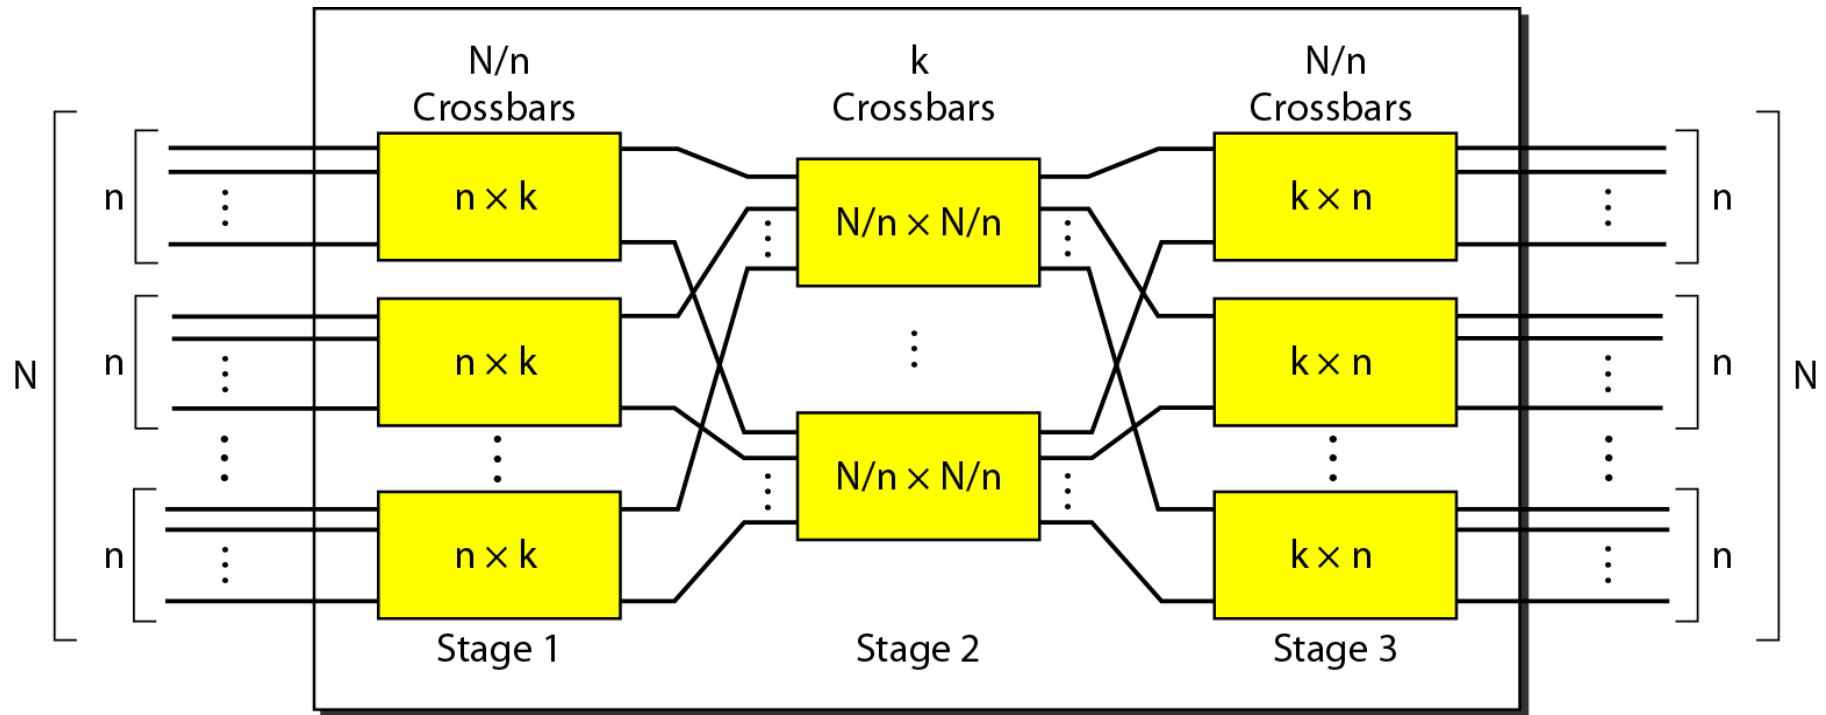 N/n
Crossbars
k
Crossbars
N/n
Crossbars
n
n × k
N/n × N/n
k × n
n
N
n
n × k
k × n
n
N
N/n × N/n
n
n × k
k × n
n
Stage 1
Stage 2
Stage 3